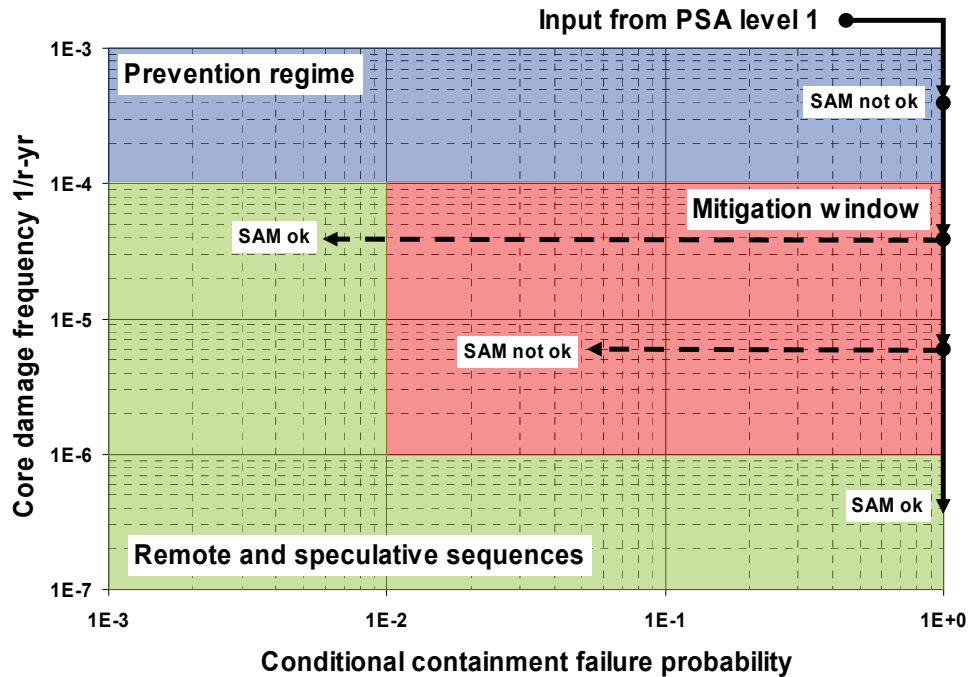 Input from PSA level 1
1E-3
Prevention regime
SAM not ok
1E-4
Mitigation window
SAM ok
1E-5
SAM not ok
1E-6
SAM ok
Remote and speculative sequences
1E-7
1E-3
1E-2
1E-1
1E+0
Core damage frequency 1/r-yr
Conditional containment failure probability